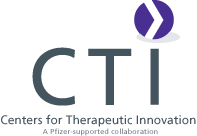 CTI
Centers for Therapeutic Innovation
A Pfizer-supported collaboration